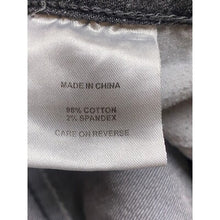 MADE IN CHINA
98% COTTON
2% SPANDEX
CARE ON REVERSE